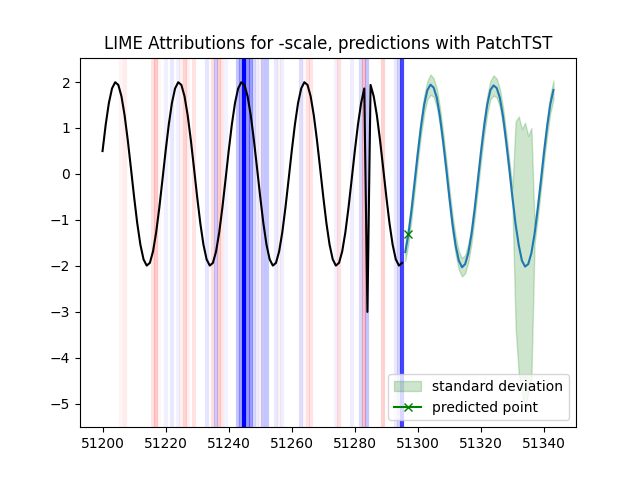 LIME Attributions for -scale, predictions with PatchTST
2
1
0
−1
−2
−3
−4
−5
standard deviation
predicted point
51200 51220 51240 51260 51280 51300 51320 51340